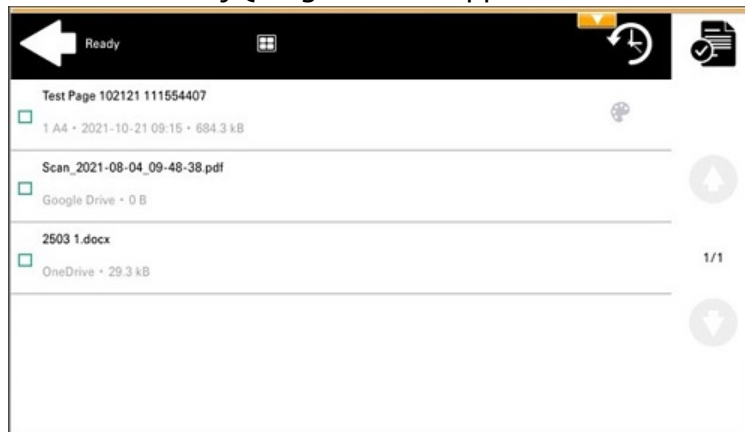 Ready
Test Page 102121 111554407
1 A4 • 2021-10-21 09:15 • 684.3 kB
Scan_2021-08-04_09-48-38.pdf
Google Drive • 0 B
2503 1.docx
OneDrive • 29.3 kB
1/1